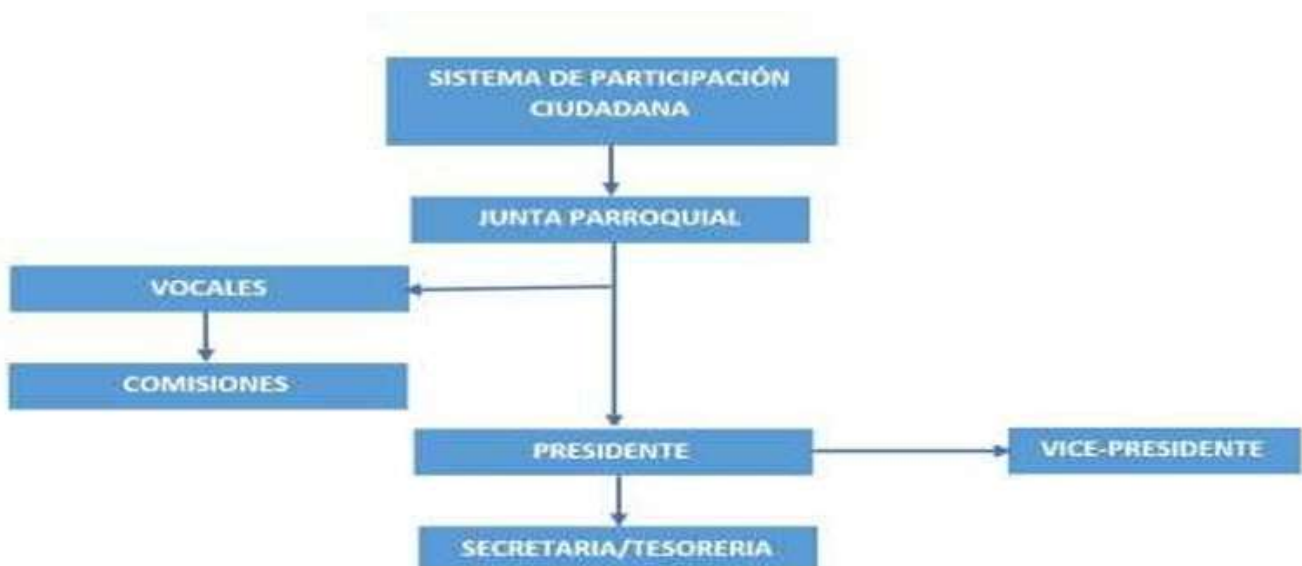 SISTEMA DE PARTICIPACIÓN
CIUDADANA
JUNTA PARROQUIAL
VOCALES
COMISIONES
PRESIDENTE
VICE-PRESIDENTE
SECRETARIA/TESORERIA